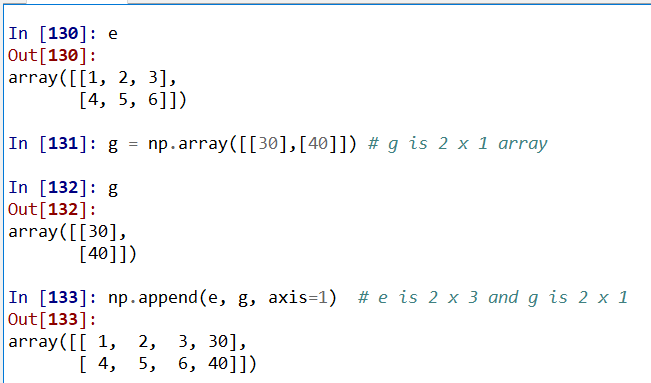 In [130]: e
Out[130]:
array([[1, 2, 3],
       [4, 5, 6]])
In [131]: g = np.array([[30],[40]]) # g is 2 x 1 array
In [132]: g
Out[132]:
array([[30],
       [40]])
In [133]: np.append(e, g, axis=1)  # e is 2 x 3 and g is 2 x 1
Out[133]:
array([[ 1,  2,  3, 30],
       [ 4,  5,  6, 40]])